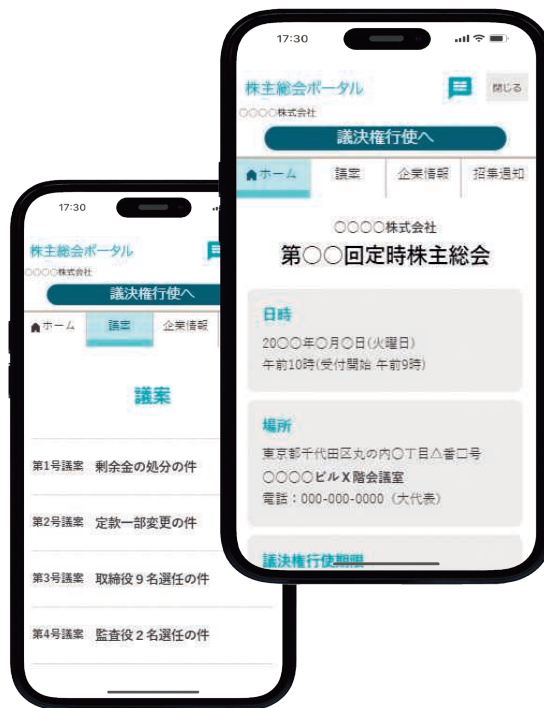 17:30
株主総会ポータル
閉じる
○○○○株式会社
議決権行使へ
ホーム 議案 企業情報 招集通知
○○○○株式会社
第○○回定時株主総会
日時
20○○年○月○日(火曜日)
午前10時(受付開始 午前9時)
場所
東京都千代田区丸の内○丁目△番□号
○○○○ビルX階会議室
電話：000-000-0000（大代表）
議決権行使期限
17:30
株主総会ポータル
○○○○株式会社
議決権行使へ
ホーム 議案 企業情報
議案
第1号議案 剰余金の処分の件
第2号議案 定款一部変更の件
第3号議案 取締役９名選任の件
第4号議案 監査役２名選任の件